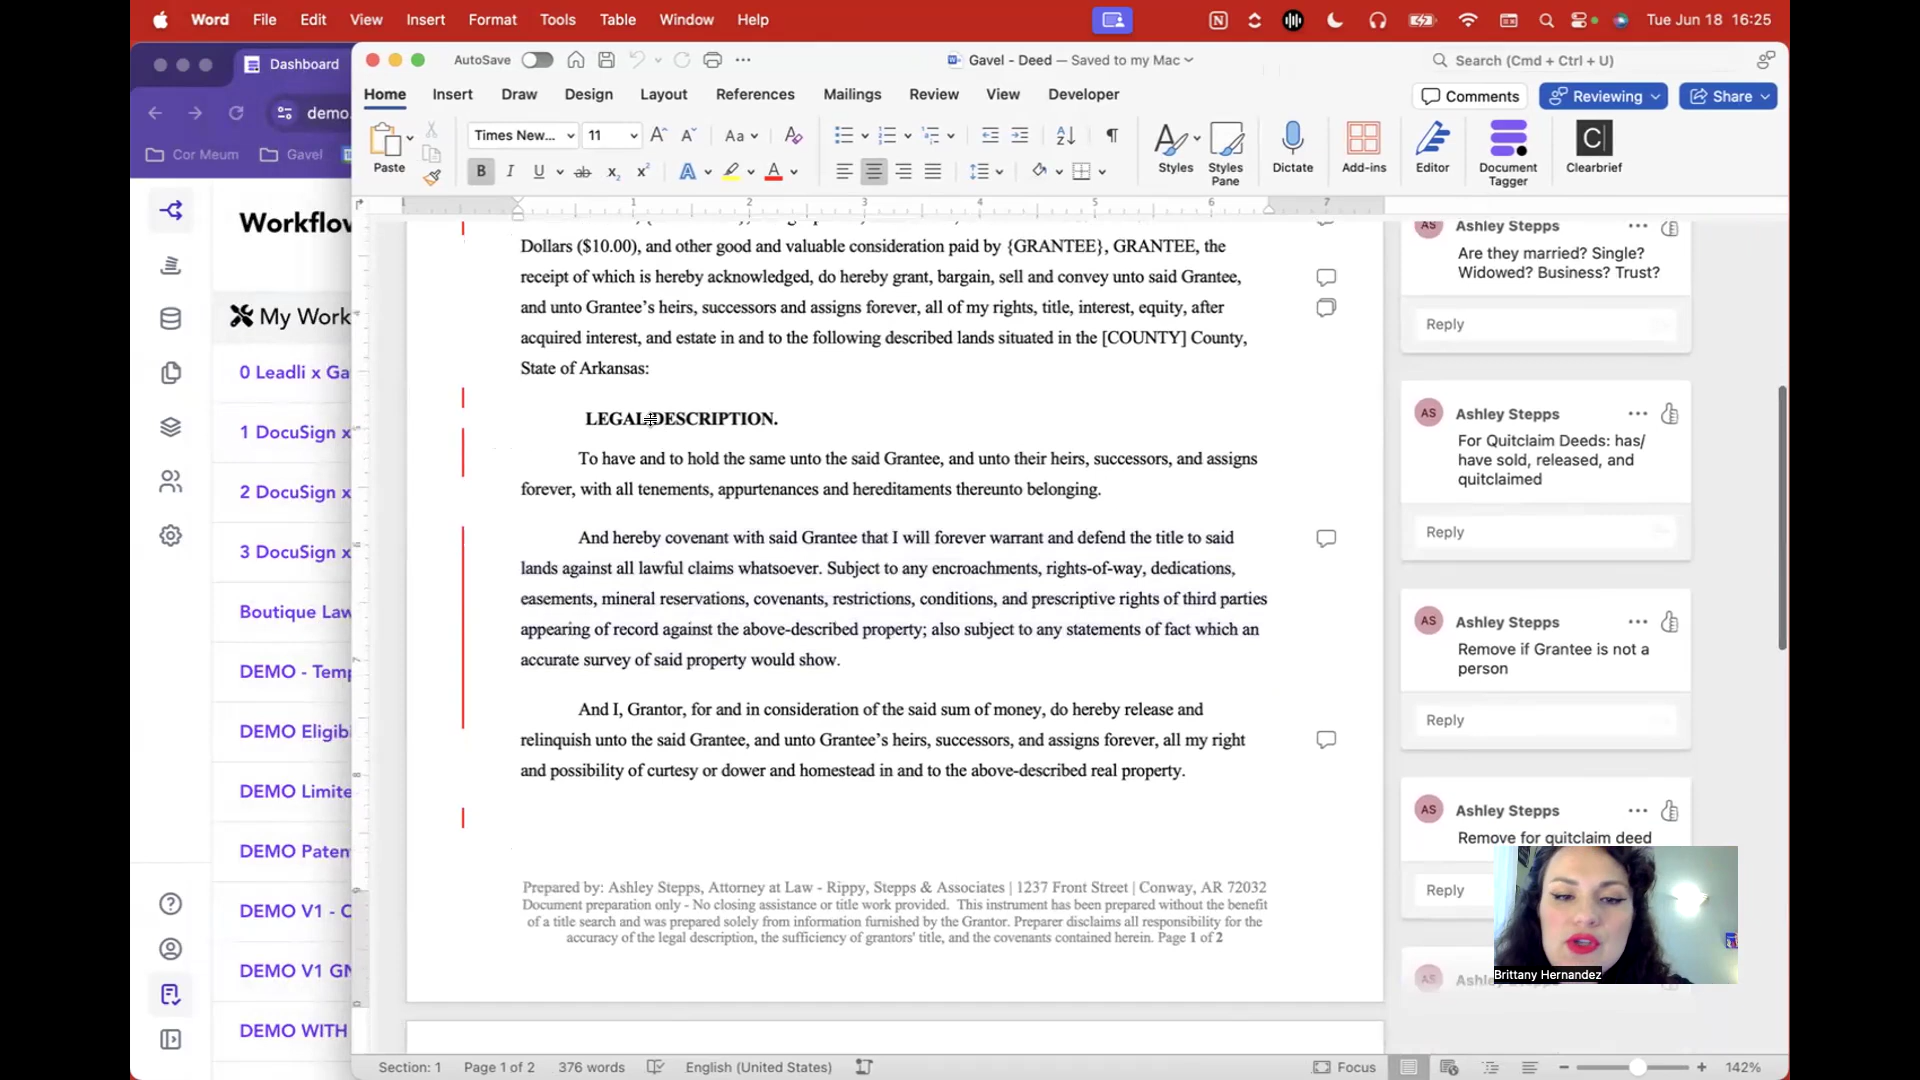 Word File Edit View Insert Format Tools Table Window Help Tue Jun 18 16:25
Dashboard
AutoSave Gavel - Deed — Saved to my Mac Search (Cmd + Ctrl + U)
Home Insert Draw Design Layout References Mailings Review View Developer Comments Reviewing Share
demo.
Cor Meum Gavel
Paste Times New... 11 Styles Styles Pane Dictate Add-ins Editor Document Tagger Clearbrief
1 1 2 3 4 5 6 7
Workflow
My Work
0 Leadli x Ga
1 DocuSign x
2 DocuSign x
3 DocuSign x
Boutique Law
DEMO - Temp
DEMO Eligibi
DEMO Limite
DEMO Paten
DEMO V1 - C
DEMO V1 GN
DEMO WITH
Dollars ($10.00), and other good and valuable consideration paid by {GRANTEE}, GRANTEE, the
receipt of which is hereby acknowledged, do hereby grant, bargain, sell and convey unto said Grantee,
and unto Grantee’s heirs, successors and assigns forever, all of my rights, title, interest, equity, after
acquired interest, and estate in and to the following described lands situated in the [COUNTY] County,
State of Arkansas:
LEGAL DESCRIPTION.
To have and to hold the same unto the said Grantee, and unto their heirs, successors, and assigns
forever, with all tenements, appurtenances and hereditaments thereunto belonging.
And hereby covenant with said Grantee that I will forever warrant and defend the title to said
lands against all lawful claims whatsoever. Subject to any encroachments, rights-of-way, dedications,
easements, mineral reservations, covenants, restrictions, conditions, and prescriptive rights of third parties
appearing of record against the above-described property; also subject to any statements of fact which an
accurate survey of said property would show.
And I, Grantor, for and in consideration of the said sum of money, do hereby release and
relinquish unto the said Grantee, and unto Grantee’s heirs, successors, and assigns forever, all my right
and possibility of curtesy or dower and homestead in and to the above-described real property.
Prepared by: Ashley Stepps, Attorney at Law - Rippy, Stepps & Associates | 1237 Front Street | Conway, AR 72032
Document preparation only - No closing assistance or title work provided. This instrument has been prepared without the benefit
of a title search and was prepared solely from information furnished by the Grantor. Preparer disclaims all responsibility for the
accuracy of the legal description, the sufficiency of grantors' title, and the covenants contained herein. Page 1 of 2
AS Ashley Stepps
Are they married? Single?
Widowed? Business? Trust?
Reply
AS Ashley Stepps
For Quitclaim Deeds: has/
have sold, released, and
quitclaimed
Reply
AS Ashley Stepps
Remove if Grantee is not a
person
Reply
AS Ashley Stepps
Remove for quitclaim deed
Reply
AS Ashley
Brittany Hernandez
Section: 1 Page 1 of 2 376 words English (United States) Focus 142%